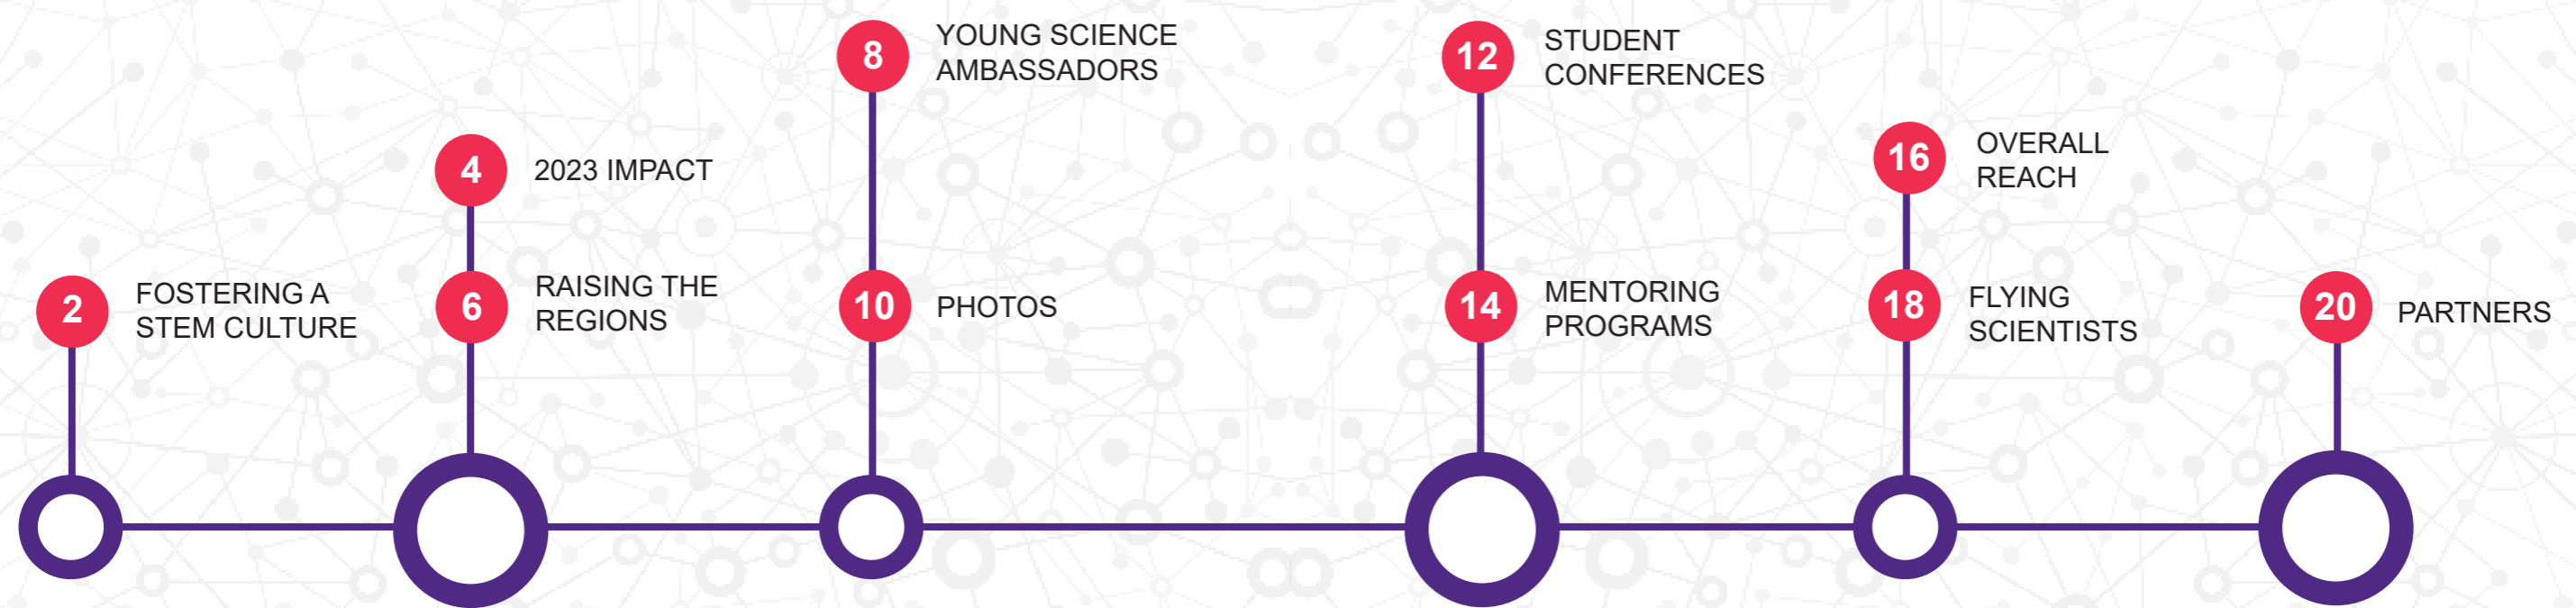 2
FOSTERING A
STEM CULTURE
4
2023 IMPACT
6
RAISING THE
REGIONS
8
YOUNG SCIENCE
AMBASSADORS
10
PHOTOS
12
STUDENT
CONFERENCES
14
MENTORING
PROGRAMS
16
OVERALL
REACH
18
FLYING
SCIENTISTS
20
PARTNERS